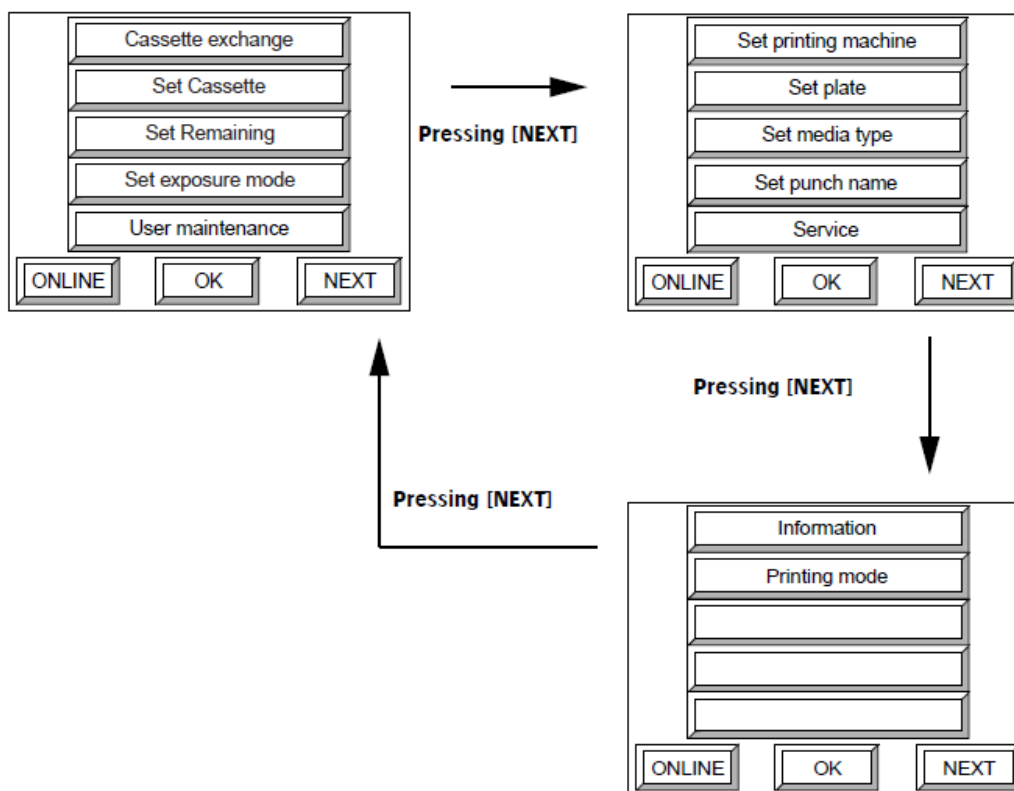 Cassette exchange
Set Cassette
Set Remaining
Set exposure mode
User maintenance
ONLINE OK NEXT
Pressing [NEXT]
Set printing machine
Set plate
Set media type
Set punch name
Service
ONLINE OK NEXT
Pressing [NEXT]
Pressing [NEXT]
Information
Printing mode
ONLINE OK NEXT